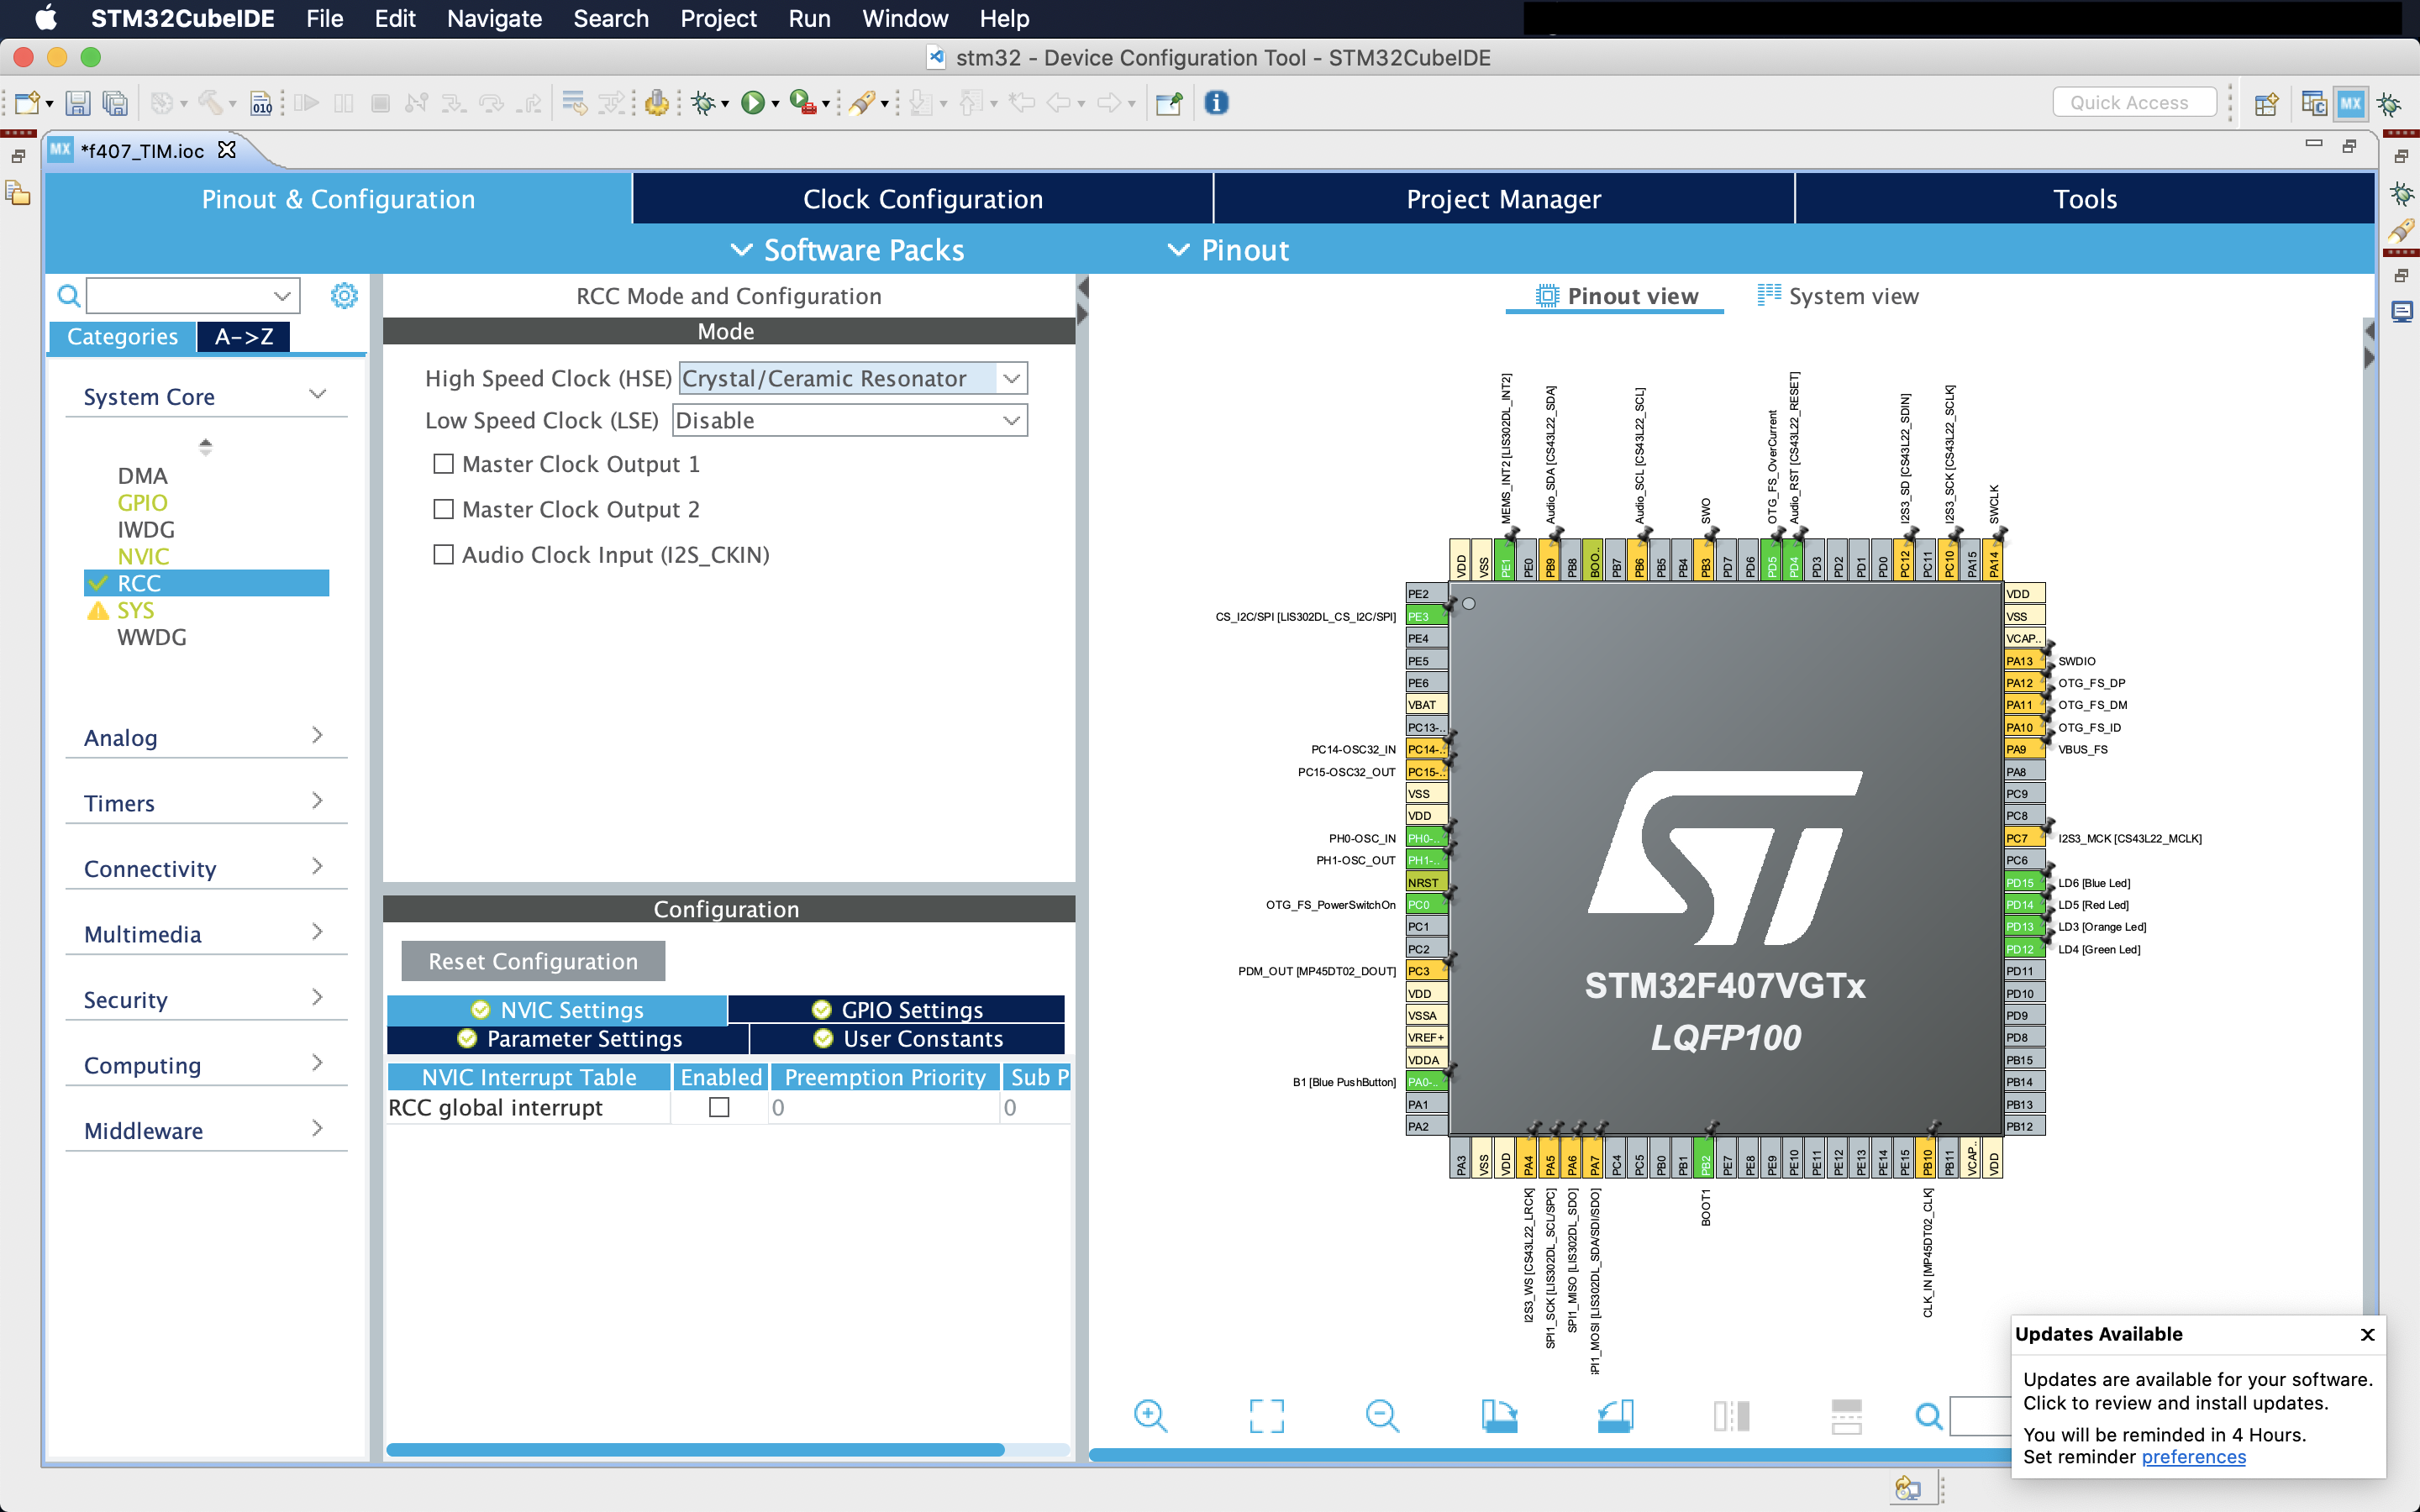 STM32CubeIDE File Edit Navigate Search Project Run Window Help
stm32 - Device Configuration Tool - STM32CubeIDE
010
Quick Access
MX
MX *f407_TIM.ioc
Pinout & Configuration
Clock Configuration
Project Manager
Tools
Software Packs
Pinout
Categories
A->Z
System Core
DMA
GPIO
IWDG
NVIC
RCC
SYS
WWDG
Analog
Timers
Connectivity
Multimedia
Security
Computing
Middleware
RCC Mode and Configuration
Mode
High Speed Clock (HSE) Crystal/Ceramic Resonator
Low Speed Clock (LSE) Disable
Master Clock Output 1
Master Clock Output 2
Audio Clock Input (I2S_CKIN)
Configuration
Reset Configuration
NVIC Settings
GPIO Settings
Parameter Settings
User Constants
NVIC Interrupt Table Enabled Preemption Priority Sub P
RCC global interrupt 0 0
Pinout view
System view
MEMS_INT2 [LIS302DL_INT2]
Audio_SDA [CS43L22_SDA]
Audio_SCL [CS43L22_SCL]
SWO
OTG_FS_OverCurrent
Audio_RST [CS43L22_RESET]
I2S3_SD [CS43L22_SDIN]
I2S3_SCK [CS43L22_SCLK]
SWCLK
VDD VSS PE1 PE0 PB9 PB8 BOO.. PB7 PB6 PB5 PB4 PB3 PD7 PD6 PD5 PD4 PD3 PD2 PD1 PD0 PC12 PC11 PC10 PA15 PA14
PE2
CS_I2C/SPI [LIS302DL_CS_I2C/SPI] PE3
PE4
PE5
PE6
VBAT
PC13-..
PC14-OSC32_IN PC14-..
PC15-OSC32_OUT PC15-..
VSS
VDD
PH0-OSC_IN PH0-..
PH1-OSC_OUT PH1-..
NRST
OTG_FS_PowerSwitchOn PC0
PC1
PC2
PDM_OUT [MP45DT02_DOUT] PC3
VDD
VSSA
VREF+
VDDA
B1 [Blue PushButton] PA0-..
PA1
PA2
STM32F407VGTx
LQFP100
VDD
VSS
VCAP..
PA13 SWDIO
PA12 OTG_FS_DP
PA11 OTG_FS_DM
PA10 OTG_FS_ID
PA9 VBUS_FS
PA8
PC9
PC8
PC7 I2S3_MCK [CS43L22_MCLK]
PC6
PD15 LD6 [Blue Led]
PD14 LD5 [Red Led]
PD13 LD3 [Orange Led]
PD12 LD4 [Green Led]
PD11
PD10
PD9
PD8
PB15
PB14
PB13
PB12
PA3 VSS VDD PA4 PA5 PA6 PA7 PC4 PC5 PB0 PB1 PB2 PE7 PE8 PE9 PE10 PE11 PE12 PE13 PE14 PE15 PB10 PB11 VCAP.. VDD
I2S3_WS [CS43L22_LRCK]
SPI1_SCK [LIS302DL_SCL/SPC]
SPI1_MISO [LIS302DL_SDO]
SPI1_MOSI [LIS302DL_SDA/SDI/SDO]
BOOT1
CLK_IN [MP45DT02_CLK]
Updates Available
Updates are available for your software.
Click to review and install updates.
You will be reminded in 4 Hours.
Set reminder preferences